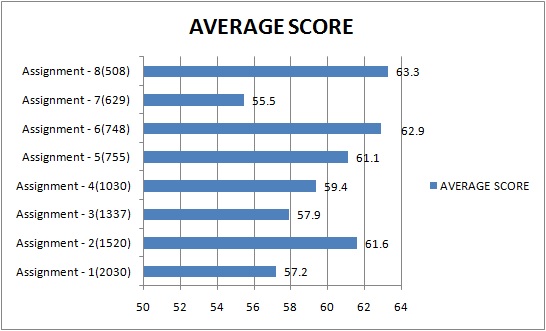 AVERAGE SCORE
Assignment - 8(508) 63.3
Assignment - 7(629) 55.5
Assignment - 6(748) 62.9
Assignment - 5(755) 61.1
Assignment - 4(1030) 59.4
Assignment - 3(1337) 57.9
Assignment - 2(1520) 61.6
Assignment - 1(2030) 57.2
50 52 54 56 58 60 62 64
AVERAGE SCORE